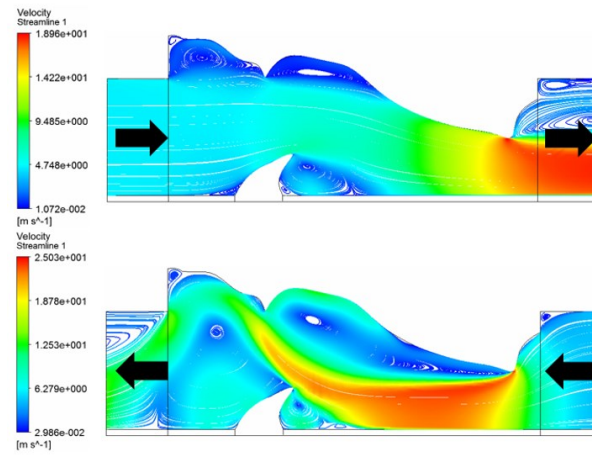 Velocity
Streamline 1
1.896e+001
1.422e+001
9.485e+000
4.748e+000
1.072e-002
[m s^-1]
Velocity
Streamline 1
2.503e+001
1.878e+001
1.253e+001
6.279e+000
2.986e-002
[m s^-1]